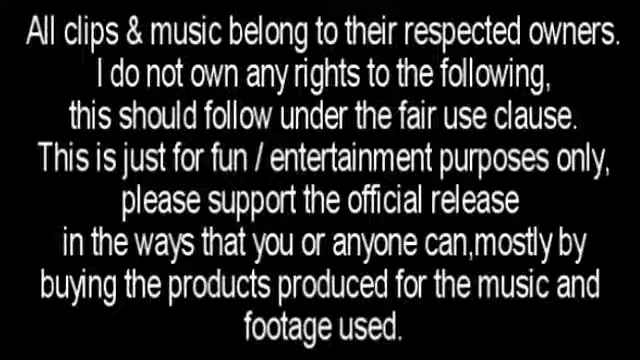 All clips & music belong to their respected owners.
I do not own any rights to the following,
this should follow under the fair use clause.
This is just for fun / entertainment purposes only,
please support the official release
in the ways that you or anyone can,mostly by
buying the products produced for the music and
footage used.